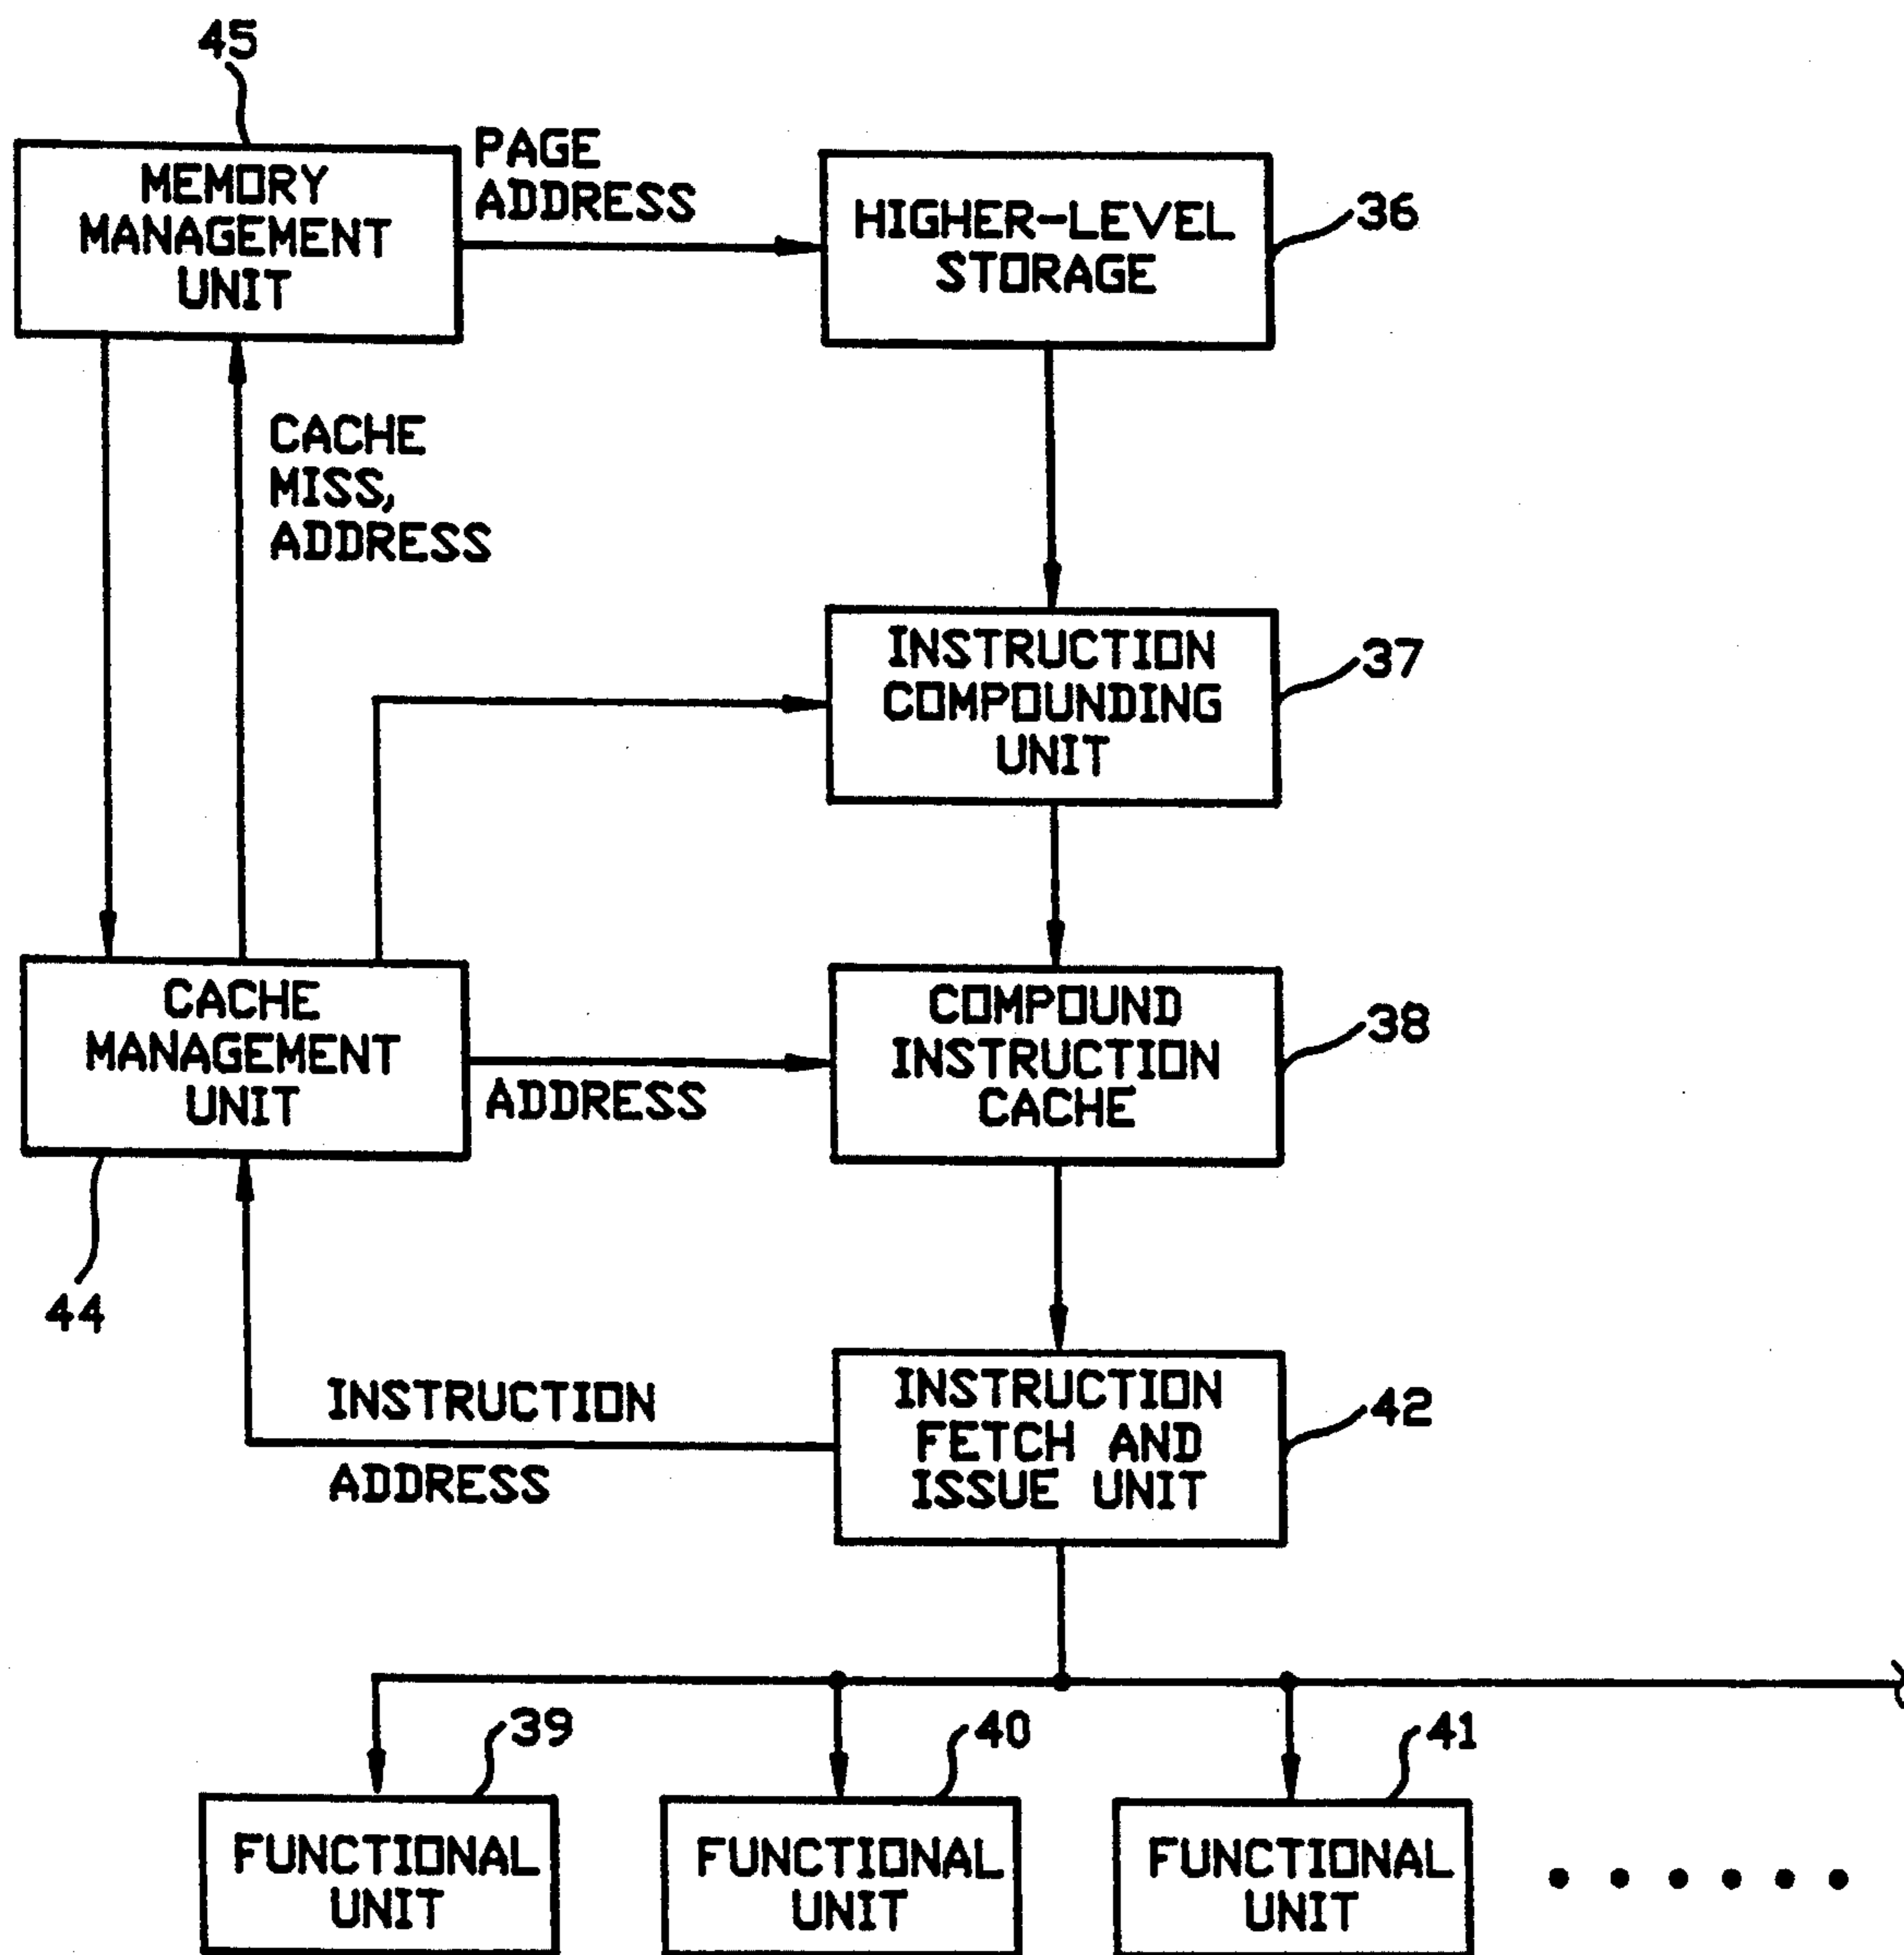 45
MEMORY
MANAGEMENT
UNIT
PAGE
ADDRESS
HIGHER-LEVEL
STORAGE
36
CACHE
MISS,
ADDRESS
INSTRUCTION
COMPOUNDING
UNIT
37
CACHE
MANAGEMENT
UNIT
44
ADDRESS
COMPOUND
INSTRUCTION
CACHE
38
INSTRUCTION
ADDRESS
INSTRUCTION
FETCH AND
ISSUE UNIT
42
39
FUNCTIONAL
UNIT
40
FUNCTIONAL
UNIT
41
FUNCTIONAL
UNIT